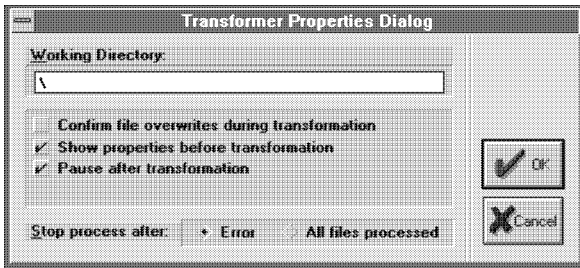 Transformer Properties Dialog
Working Directory:
\
Confirm file overwrites during transformation
Show properties before transformation
Pause after transformation
OK
Cancel
Stop process after: Error All files processed